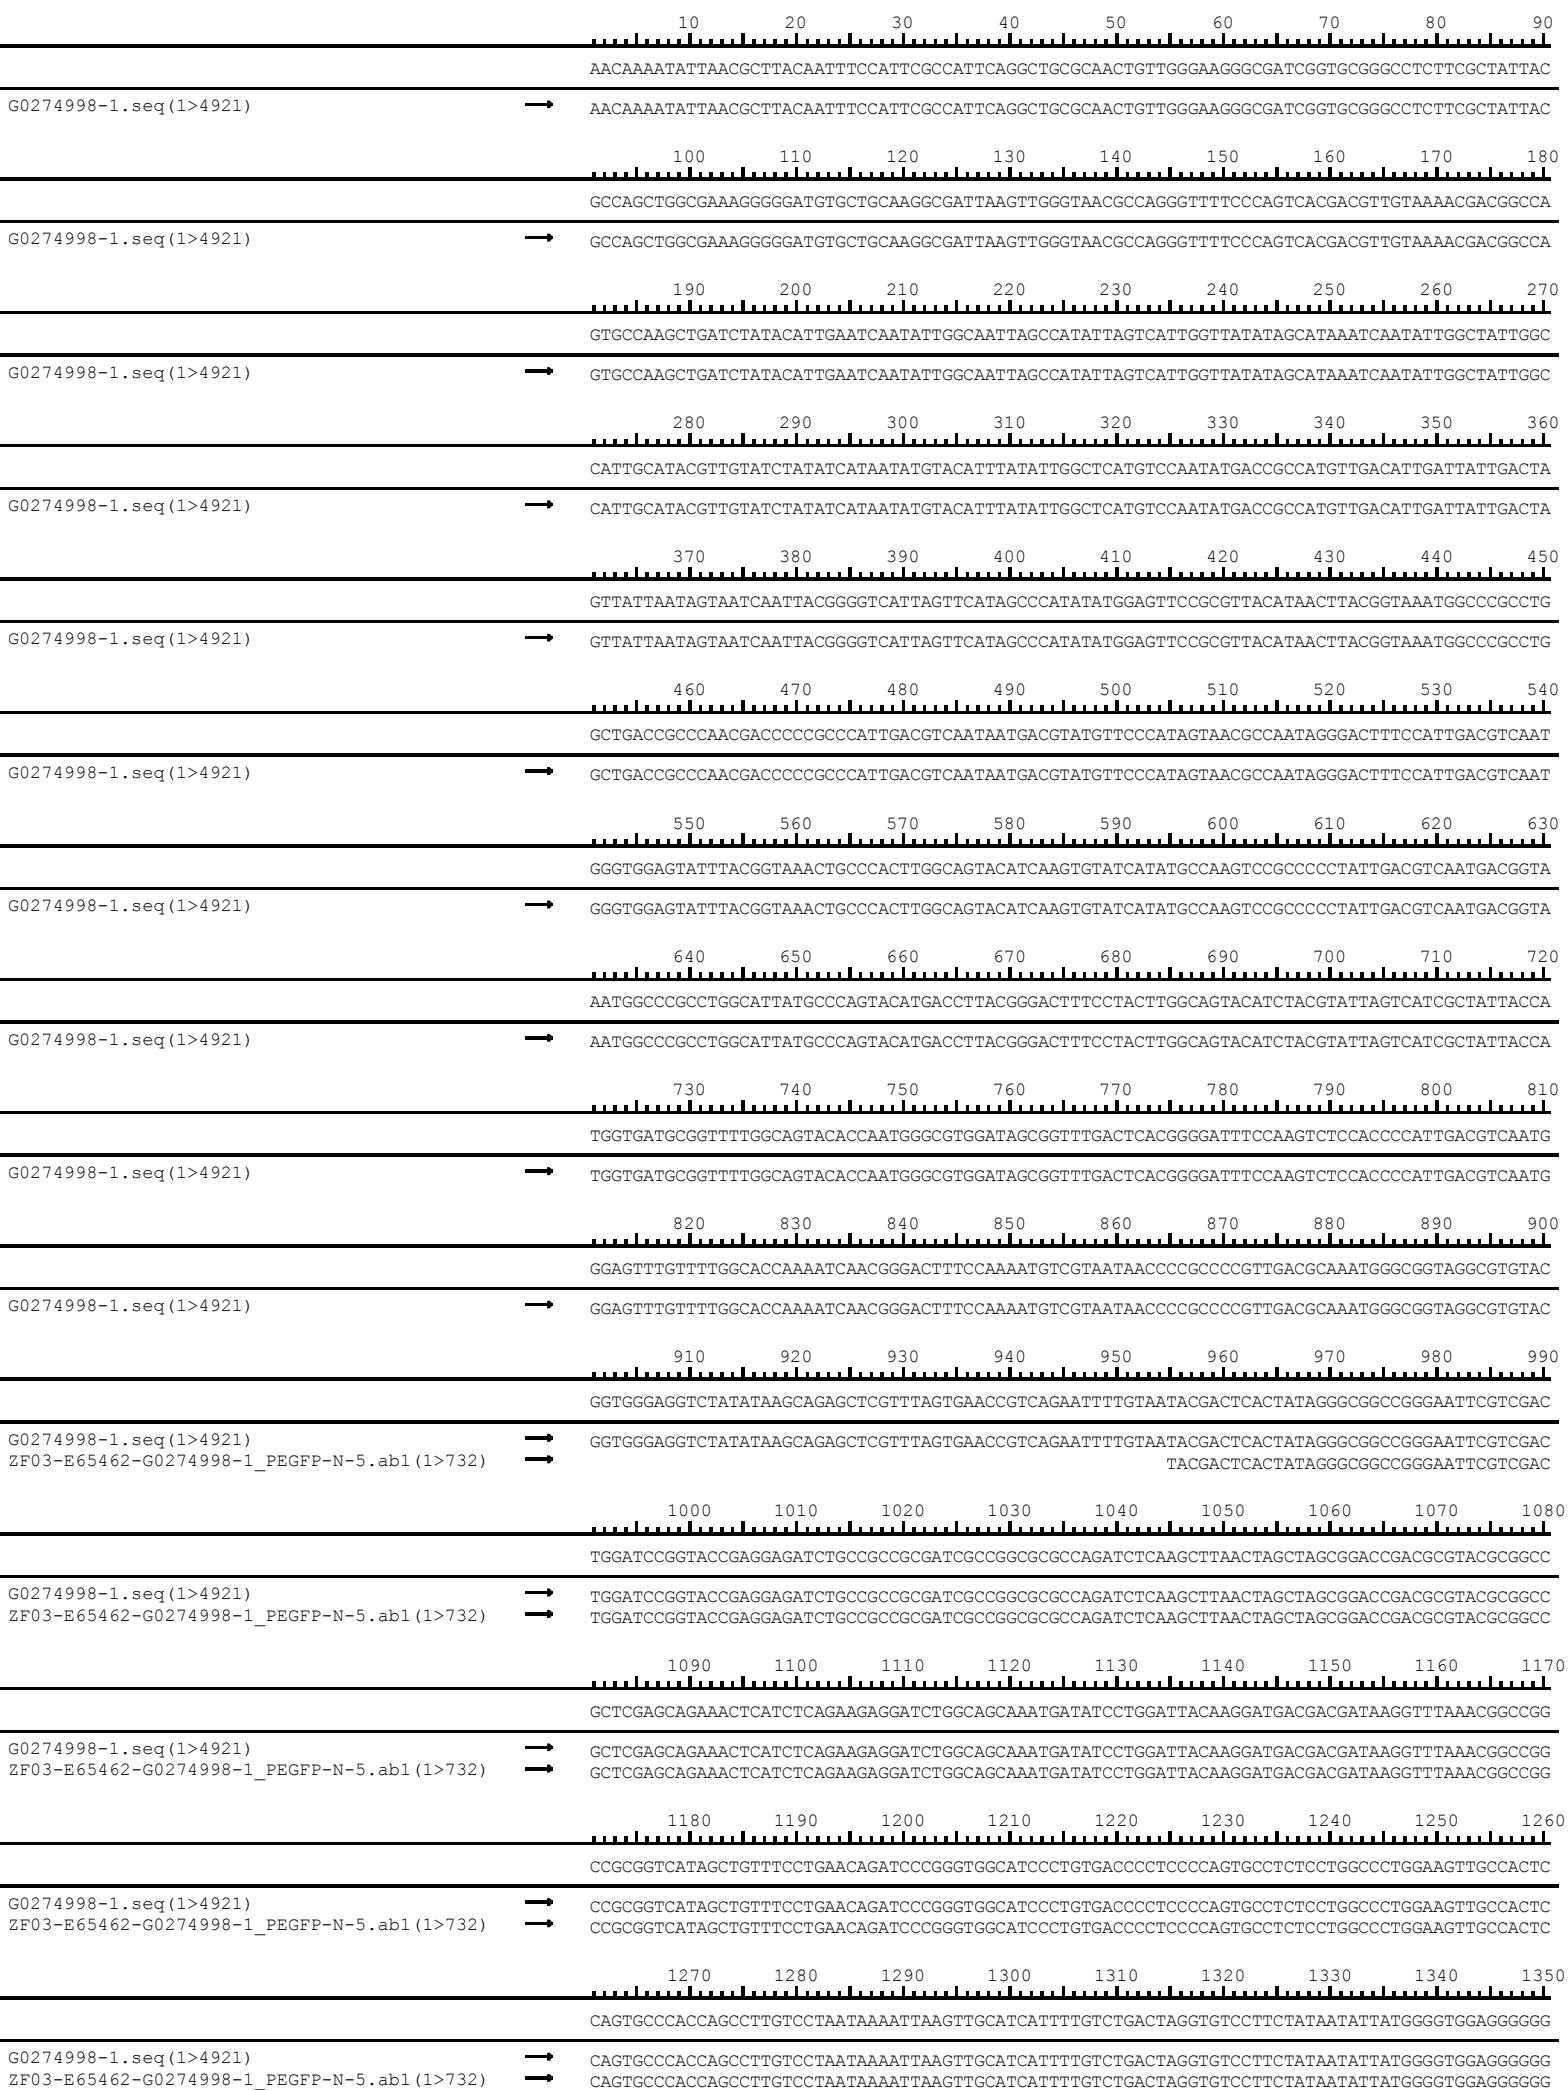 10 20 30 40 50 60 70 80 90
AACAAAATATTAACGCTTACAATTTCCATTCGCCATTCAGGCTGCGCAACTGTTGGGAAGGGCGATCGGTGCGGGCCTCTTCGCTATTAC
G0274998-1.seq(1>4921) → AACAAAATATTAACGCTTACAATTTCCATTCGCCATTCAGGCTGCGCAACTGTTGGGAAGGGCGATCGGTGCGGGCCTCTTCGCTATTAC
100 110 120 130 140 150 160 170 180
GCCAGCTGGCGAAAGGGGGATGTGCTGCAAGGCGATTAAGTTGGGTAACGCCAGGGTTTTCCCAGTCACGACGTTGTAAAACGACGGCCA
G0274998-1.seq(1>4921) → GCCAGCTGGCGAAAGGGGGATGTGCTGCAAGGCGATTAAGTTGGGTAACGCCAGGGTTTTCCCAGTCACGACGTTGTAAAACGACGGCCA
190 200 210 220 230 240 250 260 270
GTGCCAAGCTGATCTATACATTGAATCAATATTGGCAATTAGCCATATTAGTCATTGGTTATATAGCATAAATCAATATTGGCTATTGGC
G0274998-1.seq(1>4921) → GTGCCAAGCTGATCTATACATTGAATCAATATTGGCAATTAGCCATATTAGTCATTGGTTATATAGCATAAATCAATATTGGCTATTGGC
280 290 300 310 320 330 340 350 360
CATTGCATACGTTGTATCTATATCATAATATGTACATTTATATTGGCTCATGTCCAATATGACCGCCATGTTGACATTGATTATTGACTA
G0274998-1.seq(1>4921) → CATTGCATACGTTGTATCTATATCATAATATGTACATTTATATTGGCTCATGTCCAATATGACCGCCATGTTGACATTGATTATTGACTA
370 380 390 400 410 420 430 440 450
GTTATTAATAGTAATCAATTACGGGGTCATTAGTTCATAGCCCATATATGGAGTTCCGCGTTACATAACTTACGGTAAATGGCCCGCCTG
G0274998-1.seq(1>4921) → GTTATTAATAGTAATCAATTACGGGGTCATTAGTTCATAGCCCATATATGGAGTTCCGCGTTACATAACTTACGGTAAATGGCCCGCCTG
460 470 480 490 500 510 520 530 540
GCTGACCGCCCAACGACCCCCGCCCATTGACGTCAATAATGACGTATGTTCCCATAGTAACGCCAATAGGGACTTTCCATTGACGTCAAT
G0274998-1.seq(1>4921) → GCTGACCGCCCAACGACCCCCGCCCATTGACGTCAATAATGACGTATGTTCCCATAGTAACGCCAATAGGGACTTTCCATTGACGTCAAT
550 560 570 580 590 600 610 620 630
GGGTGGAGTATTTACGGTAAACTGCCCACTTGGCAGTACATCAAGTGTATCATATGCCAAGTCCGCCCCCTATTGACGTCAATGACGGTA
G0274998-1.seq(1>4921) → GGGTGGAGTATTTACGGTAAACTGCCCACTTGGCAGTACATCAAGTGTATCATATGCCAAGTCCGCCCCCTATTGACGTCAATGACGGTA
640 650 660 670 680 690 700 710 720
AATGGCCCGCCTGGCATTATGCCCAGTACATGACCTTACGGGACTTTCCTACTTGGCAGTACATCTACGTATTAGTCATCGCTATTACCA
G0274998-1.seq(1>4921) → AATGGCCCGCCTGGCATTATGCCCAGTACATGACCTTACGGGACTTTCCTACTTGGCAGTACATCTACGTATTAGTCATCGCTATTACCA
730 740 750 760 770 780 790 800 810
TGGTGATGCGGTTTTGGCAGTACACCAATGGGCGTGGATAGCGGTTTGACTCACGGGGATTTCCAAGTCTCCACCCCATTGACGTCAATG
G0274998-1.seq(1>4921) → TGGTGATGCGGTTTTGGCAGTACACCAATGGGCGTGGATAGCGGTTTGACTCACGGGGATTTCCAAGTCTCCACCCCATTGACGTCAATG
820 830 840 850 860 870 880 890 900
GGAGTTTGTTTTGGCACCAAAATCAACGGGACTTTCCAAAATGTCGTAATAACCCCGCCCCGTTGACGCAAATGGGCGGTAGGCGTGTAC
G0274998-1.seq(1>4921) → GGAGTTTGTTTTGGCACCAAAATCAACGGGACTTTCCAAAATGTCGTAATAACCCCGCCCCGTTGACGCAAATGGGCGGTAGGCGTGTAC
910 920 930 940 950 960 970 980 990
GGTGGGAGGTCTATATAAGCAGAGCTCGTTTAGTGAACCGTCAGAATTTTGTAATACGACTCACTATAGGGCGGCCGGGAATTCGTCGAC
G0274998-1.seq(1>4921) → GGTGGGAGGTCTATATAAGCAGAGCTCGTTTAGTGAACCGTCAGAATTTTGTAATACGACTCACTATAGGGCGGCCGGGAATTCGTCGAC
ZF03-E65462-G0274998-1_PEGFP-N-5.ab1(1>732) → TACGACTCACTATAGGGCGGCCGGGAATTCGTCGAC
1000 1010 1020 1030 1040 1050 1060 1070 1080
TGGATCCGGTACCGAGGAGATCTGCCGCCGCGATCGCCGGCGCGCCAGATCTCAAGCTTAACTAGCTAGCGGACCGACGCGTACGCGGCC
G0274998-1.seq(1>4921) → TGGATCCGGTACCGAGGAGATCTGCCGCCGCGATCGCCGGCGCGCCAGATCTCAAGCTTAACTAGCTAGCGGACCGACGCGTACGCGGCC
ZF03-E65462-G0274998-1_PEGFP-N-5.ab1(1>732) → TGGATCCGGTACCGAGGAGATCTGCCGCCGCGATCGCCGGCGCGCCAGATCTCAAGCTTAACTAGCTAGCGGACCGACGCGTACGCGGCC
1090 1100 1110 1120 1130 1140 1150 1160 1170
GCTCGAGCAGAAACTCATCTCAGAAGAGGATCTGGCAGCAAATGATATCCTGGATTACAAGGATGACGACGATAAGGTTTAAACGGCCGG
G0274998-1.seq(1>4921) → GCTCGAGCAGAAACTCATCTCAGAAGAGGATCTGGCAGCAAATGATATCCTGGATTACAAGGATGACGACGATAAGGTTTAAACGGCCGG
ZF03-E65462-G0274998-1_PEGFP-N-5.ab1(1>732) → GCTCGAGCAGAAACTCATCTCAGAAGAGGATCTGGCAGCAAATGATATCCTGGATTACAAGGATGACGACGATAAGGTTTAAACGGCCGG
1180 1190 1200 1210 1220 1230 1240 1250 1260
CCGCGGTCATAGCTGTTTCCTGAACAGATCCCGGGTGGCATCCCTGTGACCCCTCCCCAGTGCCTCTCCTGGCCCTGGAAGTTGCCACTC
G0274998-1.seq(1>4921) → CCGCGGTCATAGCTGTTTCCTGAACAGATCCCGGGTGGCATCCCTGTGACCCCTCCCCAGTGCCTCTCCTGGCCCTGGAAGTTGCCACTC
ZF03-E65462-G0274998-1_PEGFP-N-5.ab1(1>732) → CCGCGGTCATAGCTGTTTCCTGAACAGATCCCGGGTGGCATCCCTGTGACCCCTCCCCAGTGCCTCTCCTGGCCCTGGAAGTTGCCACTC
1270 1280 1290 1300 1310 1320 1330 1340 1350
CAGTGCCCACCAGCCTTGTCCTAATAAAATTAAGTTGCATCATTTTGTCTGACTAGGTGTCCTTCTATAATATTATGGGGTGGAGGGGGG
G0274998-1.seq(1>4921) → CAGTGCCCACCAGCCTTGTCCTAATAAAATTAAGTTGCATCATTTTGTCTGACTAGGTGTCCTTCTATAATATTATGGGGTGGAGGGGGG
ZF03-E65462-G0274998-1_PEGFP-N-5.ab1(1>732) → CAGTGCCCACCAGCCTTGTCCTAATAAAATTAAGTTGCATCATTTTGTCTGACTAGGTGTCCTTCTATAATATTATGGGGTGGAGGGGGG